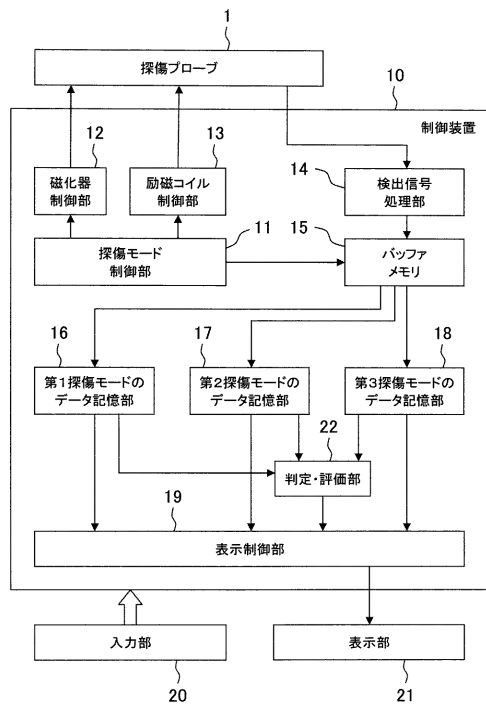 1
探傷プローブ
10
制御装置
12
磁化器
制御部
13
励磁コイル
制御部
14
検出信号
処理部
11
探傷モード
制御部
15
バッファ
メモリ
16
第1探傷モードの
データ記憶部
17
第2探傷モードの
データ記憶部
18
第3探傷モードの
データ記憶部
22
判定・評価部
19
表示制御部
入力部
20
表示部
21